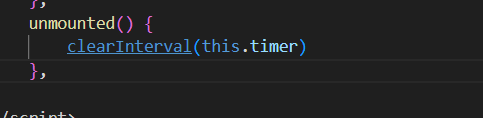 },
unmounted() {
clearInterval(this.timer)
},
/script>